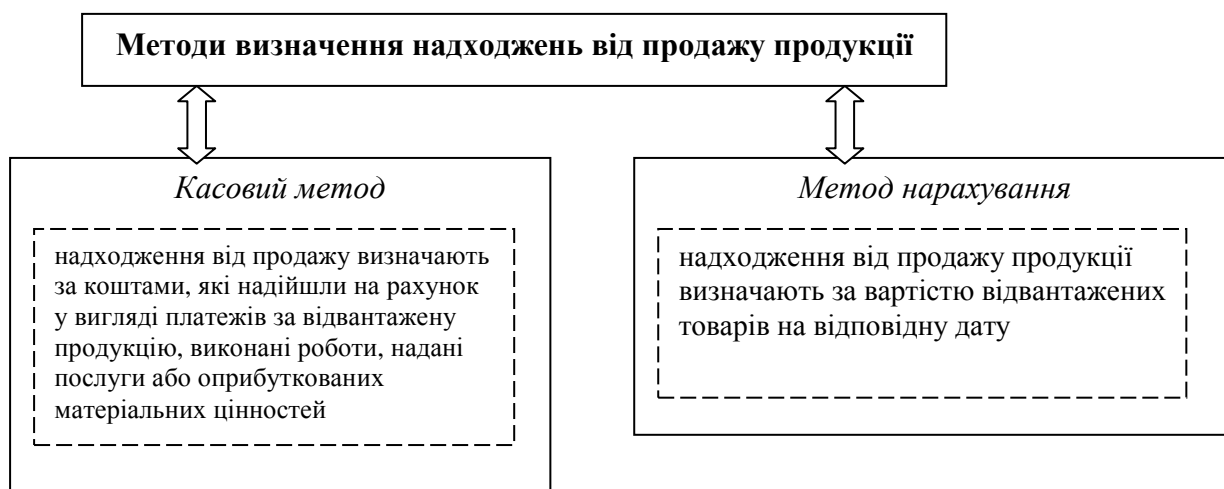 Методи визначення надходжень від продажу продукції
Касовий метод
надходження від продажу визначають
за коштами, які надійшли на рахунок
у вигляді платежів за відвантажену
продукцію, виконані роботи, надані
послуги або оприбуткованих
матеріальних цінностей
Метод нарахування
надходження від продажу продукції
визначають за вартістю відвантажених
товарів на відповідну дату